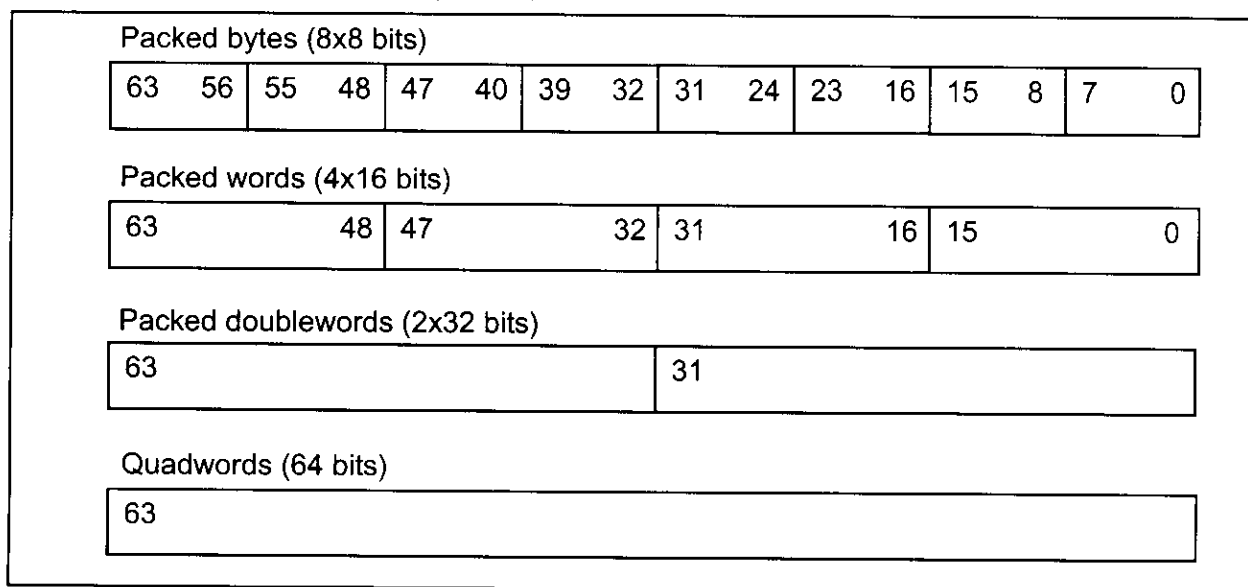 Packed bytes (8x8 bits)
63 56 55 48 47 40 39 32 31 24 23 16 15 8 7 0
Packed words (4x16 bits)
63 48 47 32 31 16 15 0
Packed doublewords (2x32 bits)
63 31
Quadwords (64 bits)
63